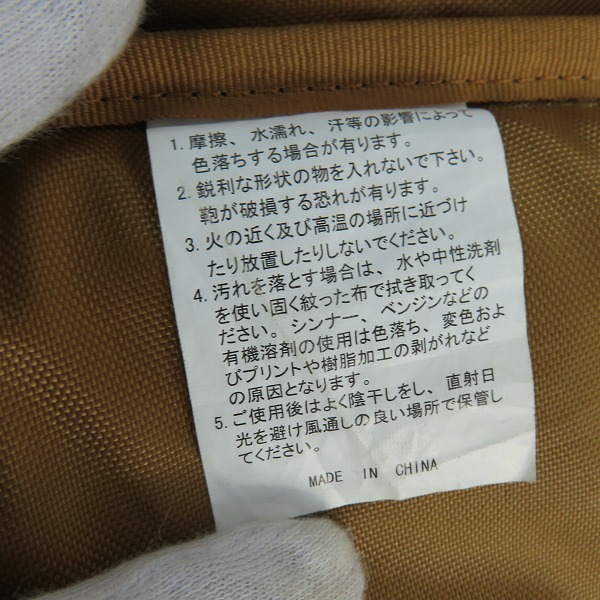 1. 摩擦、水濡れ、汗等の影響によって
色落ちする場合が有ります。
2. 鋭利な形状の物を入れないで下さい。
鞄が破損する恐れが有ります。
3. 火の近く及び高温の場所に近づけ
たり放置したりしないでください。
4. 汚れを落とす場合は、水や中性洗剤
を使い固く紋った布で拭き取ってく
ださい。シンナー、ベンジンなどの
有機溶剤の使用は色落ち、変色およ
びプリントや樹脂加工の剥がれなど
の原因となります。
5. ご使用後はよく陰干しをし、直射日
光を避け風通しの良い場所で保管し
てください。
MADE IN CHINA